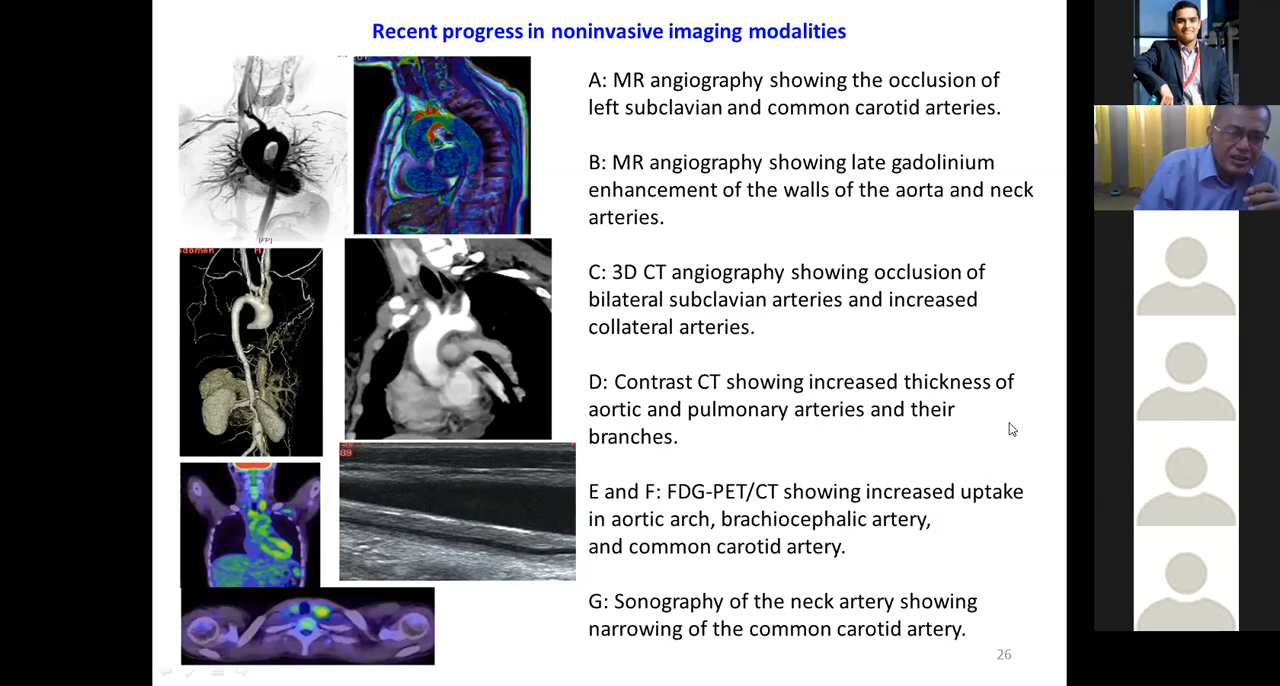 Recent progress in noninvasive imaging modalities
A: MR angiography showing the occlusion of
left subclavian and common carotid arteries.
B: MR angiography showing late gadolinium
enhancement of the walls of the aorta and neck
arteries.
C: 3D CT angiography showing occlusion of
bilateral subclavian arteries and increased
collateral arteries.
D: Contrast CT showing increased thickness of
aortic and pulmonary arteries and their
branches.
E and F: FDG-PET/CT showing increased uptake
in aortic arch, brachiocephalic artery,
and common carotid artery.
G: Sonography of the neck artery showing
narrowing of the common carotid artery.
26
[FP]
domen H
89